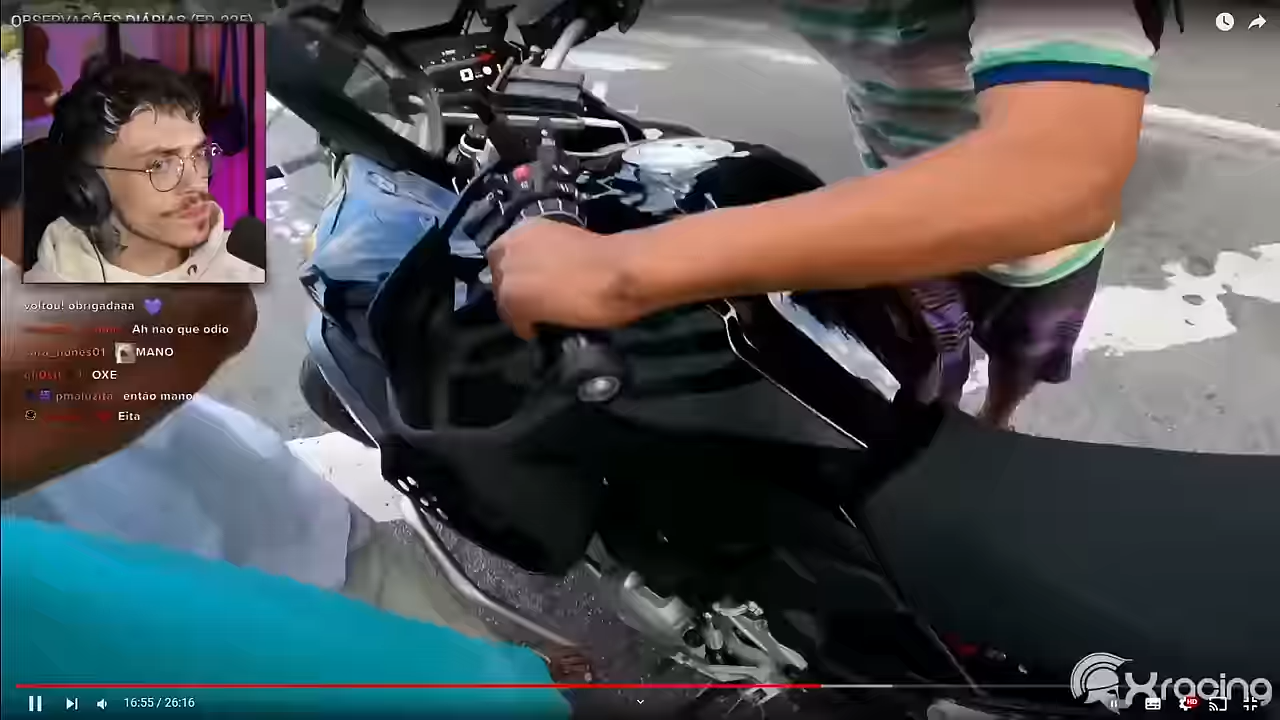 OBSERVAÇÕES DIÁRIAS (EP. 235)
voltou! obrigadaaa
Ah nao que odio
MANO
OXE
pmaluzita então mano
Eita
16:55 / 26:16
HD
Xracing